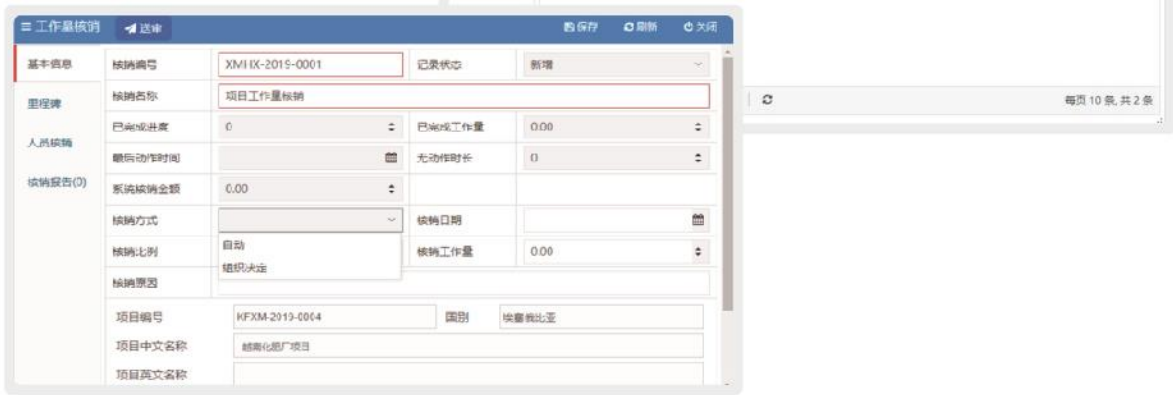 工作量核销 送审 保存 刷新 关闭
基本信息 核销编号 XMHX-2019-0001 记录状态 新增
里程碑 核销名称 项目工作量核销
每页 10 条, 共 2 条
已完成进度 0 已完成工作量 0.00
人员核销
最后动作时间 无动作时长 0
核销报告(0) 系统核销金额 0.00
核销方式 核销日期
自动
核销比例 核销工作量 0.00
组织决定
核销原因
项目编号 KFXM-2019-0004 国别 埃塞俄比亚
项目中文名称 越南化肥厂项目
项目英文名称